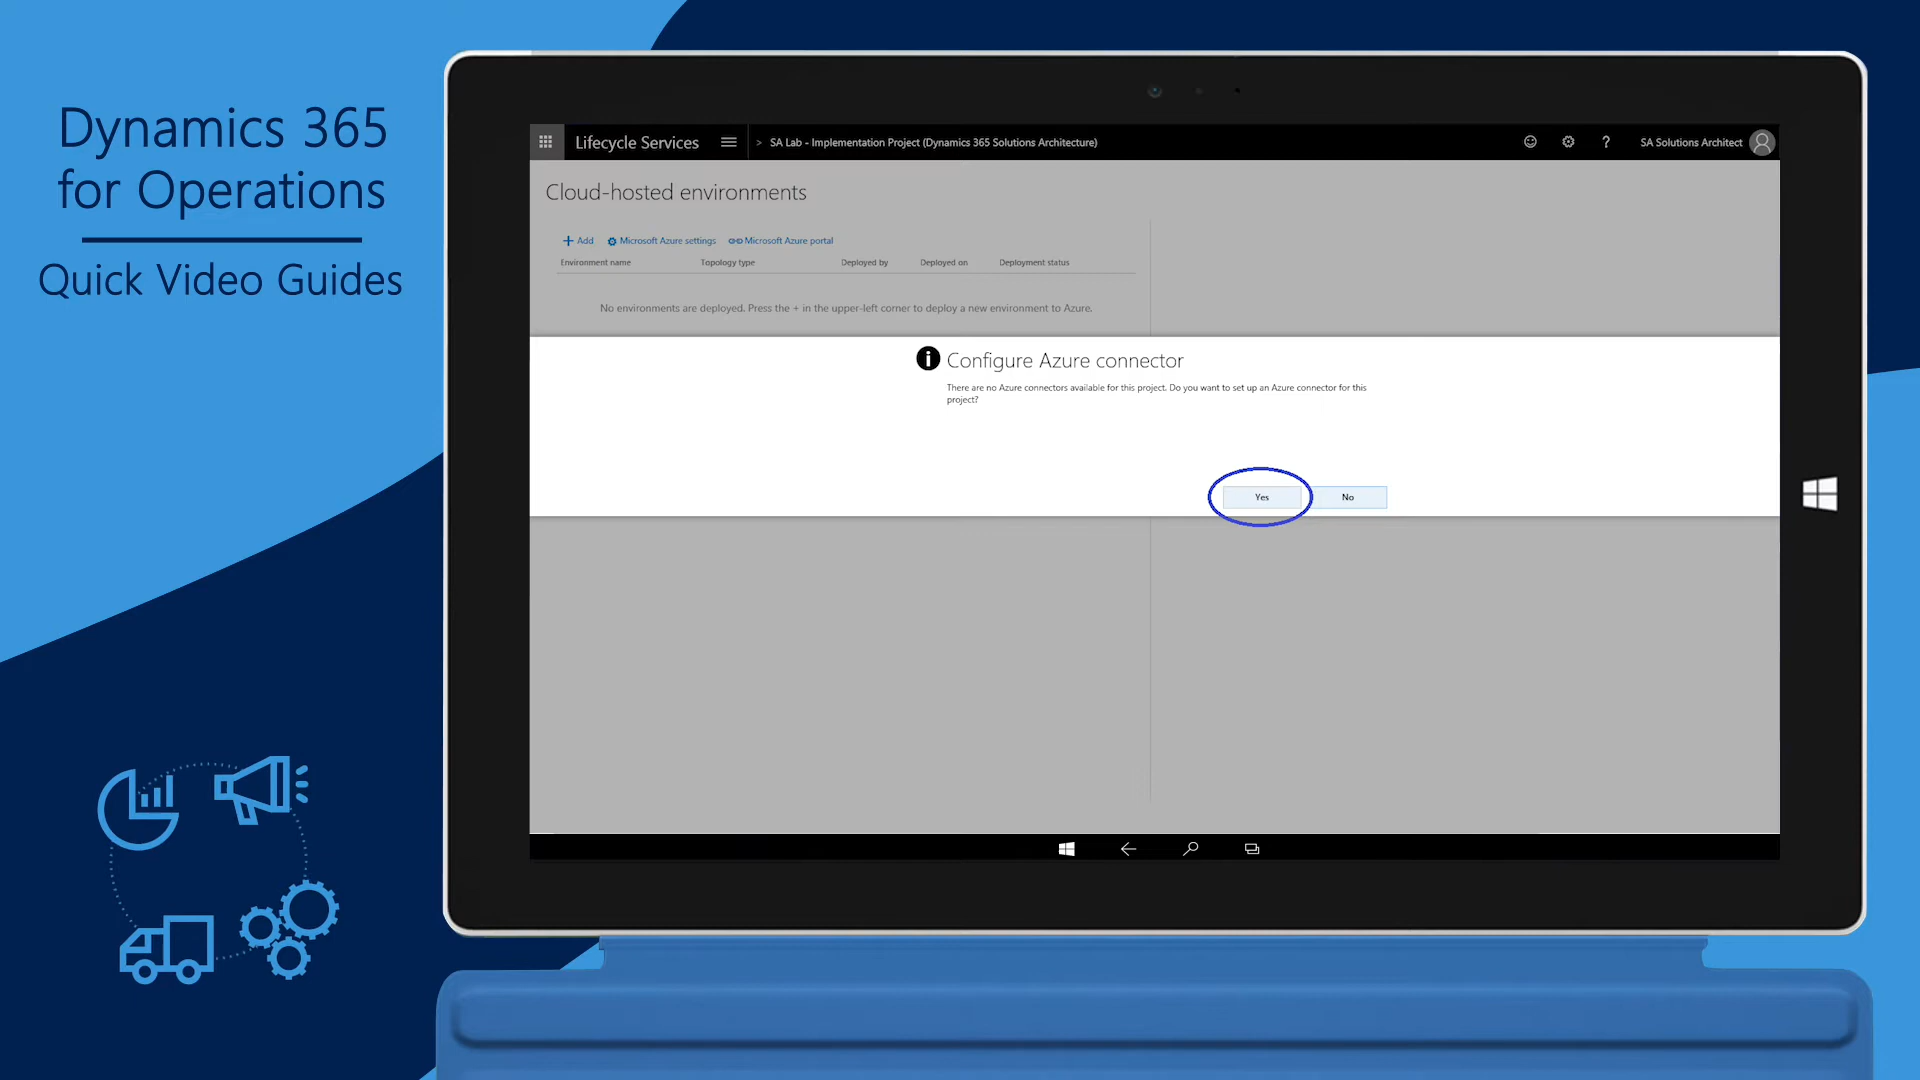 Dynamics 365
for Operations
Quick Video Guides
Lifecycle Services
> SA Lab - Implementation Project (Dynamics 365 Solutions Architecture)
? SA Solutions Architect
Cloud-hosted environments
+ Add Microsoft Azure settings Microsoft Azure portal
Environment name Topology type Deployed by Deployed on Deployment status
No environments are deployed. Press the + in the upper-left corner to deploy a new environment to Azure.
Configure Azure connector
There are no Azure connectors available for this project. Do you want to set up an Azure connector for this
project?
Yes No